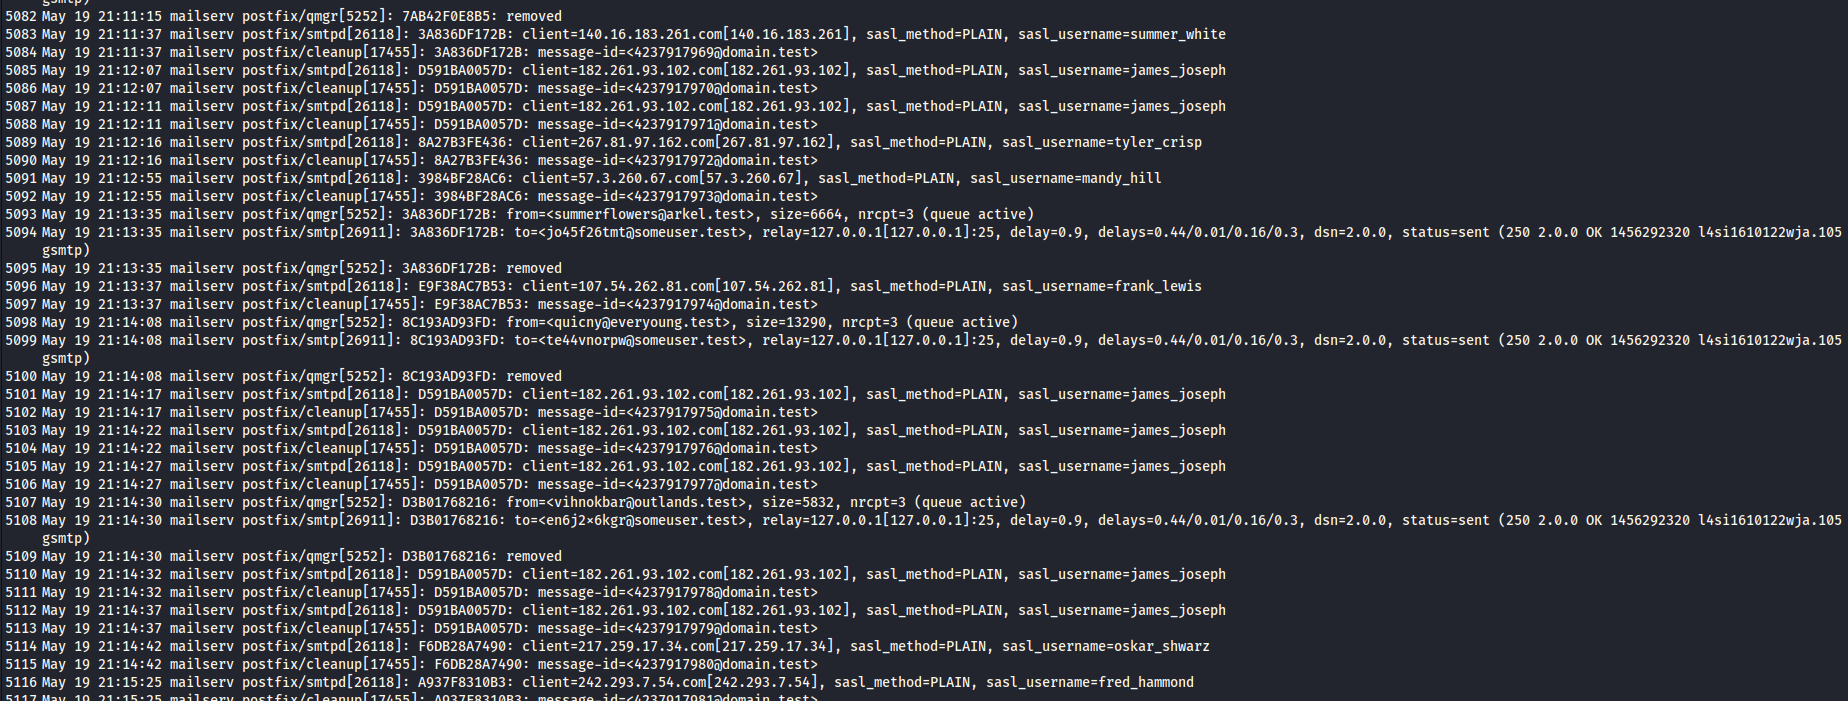 gsmtp)
5082 May 19 21:11:15 mailserv postfix/qmgr[5252]: 7AB42F0E8B5: removed
5083 May 19 21:11:37 mailserv postfix/smtpd[26118]: 3A836DF172B: client=140.16.183.261.com[140.16.183.261], sasl_method=PLAIN, sasl_username=summer_white
5084 May 19 21:11:37 mailserv postfix/cleanup[17455]: 3A836DF172B: message-id=<4237917969@domain.test>
5085 May 19 21:12:07 mailserv postfix/smtpd[26118]: D591BA0057D: client=182.261.93.102.com[182.261.93.102], sasl_method=PLAIN, sasl_username=james_joseph
5086 May 19 21:12:07 mailserv postfix/cleanup[17455]: D591BA0057D: message-id=<4237917970@domain.test>
5087 May 19 21:12:11 mailserv postfix/smtpd[26118]: D591BA0057D: client=182.261.93.102.com[182.261.93.102], sasl_method=PLAIN, sasl_username=james_joseph
5088 May 19 21:12:11 mailserv postfix/cleanup[17455]: D591BA0057D: message-id=<4237917971@domain.test>
5089 May 19 21:12:16 mailserv postfix/smtpd[26118]: 8A27B3FE436: client=267.81.97.162.com[267.81.97.162], sasl_method=PLAIN, sasl_username=tyler_crisp
5090 May 19 21:12:16 mailserv postfix/cleanup[17455]: 8A27B3FE436: message-id=<4237917972@domain.test>
5091 May 19 21:12:55 mailserv postfix/smtpd[26118]: 3984BF28AC6: client=57.3.260.67.com[57.3.260.67], sasl_method=PLAIN, sasl_username=mandy_hill
5092 May 19 21:12:55 mailserv postfix/cleanup[17455]: 3984BF28AC6: message-id=<4237917973@domain.test>
5093 May 19 21:13:35 mailserv postfix/qmgr[5252]: 3A836DF172B: from=<summerflowers@arkel.test>, size=6664, nrcpt=3 (queue active)
5094 May 19 21:13:35 mailserv postfix/smtp[26911]: 3A836DF172B: to=<jo45f26tmt@someuser.test>, relay=127.0.0.1[127.0.0.1]:25, delay=0.9, delays=0.44/0.01/0.16/0.3, dsn=2.0.0, status=sent (250 2.0.0 OK 1456292320 l4si1610122wja.105
gsmtp)
5095 May 19 21:13:35 mailserv postfix/qmgr[5252]: 3A836DF172B: removed
5096 May 19 21:13:37 mailserv postfix/smtpd[26118]: E9F38AC7B53: client=107.54.262.81.com[107.54.262.81], sasl_method=PLAIN, sasl_username=frank_lewis
5097 May 19 21:13:37 mailserv postfix/cleanup[17455]: E9F38AC7B53: message-id=<4237917974@domain.test>
5098 May 19 21:14:08 mailserv postfix/qmgr[5252]: 8C193AD93FD: from=<quicny@everyoung.test>, size=13290, nrcpt=3 (queue active)
5099 May 19 21:14:08 mailserv postfix/smtp[26911]: 8C193AD93FD: to=<te44vnorpw@someuser.test>, relay=127.0.0.1[127.0.0.1]:25, delay=0.9, delays=0.44/0.01/0.16/0.3, dsn=2.0.0, status=sent (250 2.0.0 OK 1456292320 l4si1610122wja.105
gsmtp)
5100 May 19 21:14:08 mailserv postfix/qmgr[5252]: 8C193AD93FD: removed
5101 May 19 21:14:17 mailserv postfix/smtpd[26118]: D591BA0057D: client=182.261.93.102.com[182.261.93.102], sasl_method=PLAIN, sasl_username=james_joseph
5102 May 19 21:14:17 mailserv postfix/cleanup[17455]: D591BA0057D: message-id=<4237917975@domain.test>
5103 May 19 21:14:22 mailserv postfix/smtpd[26118]: D591BA0057D: client=182.261.93.102.com[182.261.93.102], sasl_method=PLAIN, sasl_username=james_joseph
5104 May 19 21:14:22 mailserv postfix/cleanup[17455]: D591BA0057D: message-id=<4237917976@domain.test>
5105 May 19 21:14:27 mailserv postfix/smtpd[26118]: D591BA0057D: client=182.261.93.102.com[182.261.93.102], sasl_method=PLAIN, sasl_username=james_joseph
5106 May 19 21:14:27 mailserv postfix/cleanup[17455]: D591BA0057D: message-id=<4237917977@domain.test>
5107 May 19 21:14:30 mailserv postfix/qmgr[5252]: D3B01768216: from=<vihnokbar@outlands.test>, size=5832, nrcpt=3 (queue active)
5108 May 19 21:14:30 mailserv postfix/smtp[26911]: D3B01768216: to=<en6j2×6kgr@someuser.test>, relay=127.0.0.1[127.0.0.1]:25, delay=0.9, delays=0.44/0.01/0.16/0.3, dsn=2.0.0, status=sent (250 2.0.0 OK 1456292320 l4si1610122wja.105
gsmtp)
5109 May 19 21:14:30 mailserv postfix/qmgr[5252]: D3B01768216: removed
5110 May 19 21:14:32 mailserv postfix/smtpd[26118]: D591BA0057D: client=182.261.93.102.com[182.261.93.102], sasl_method=PLAIN, sasl_username=james_joseph
5111 May 19 21:14:32 mailserv postfix/cleanup[17455]: D591BA0057D: message-id=<4237917978@domain.test>
5112 May 19 21:14:37 mailserv postfix/smtpd[26118]: D591BA0057D: client=182.261.93.102.com[182.261.93.102], sasl_method=PLAIN, sasl_username=james_joseph
5113 May 19 21:14:37 mailserv postfix/cleanup[17455]: D591BA0057D: message-id=<4237917979@domain.test>
5114 May 19 21:14:42 mailserv postfix/smtpd[26118]: F6DB28A7490: client=217.259.17.34.com[217.259.17.34], sasl_method=PLAIN, sasl_username=oskar_shwarz
5115 May 19 21:14:42 mailserv postfix/cleanup[17455]: F6DB28A7490: message-id=<4237917980@domain.test>
5116 May 19 21:15:25 mailserv postfix/smtpd[26118]: A937F8310B3: client=242.293.7.54.com[242.293.7.54], sasl_method=PLAIN, sasl_username=fred_hammond
5117 May 19 21:15:25 mailserv postfix/cleanup[17455]: A937F8310B3: message-id=<4237917981@domain.test>